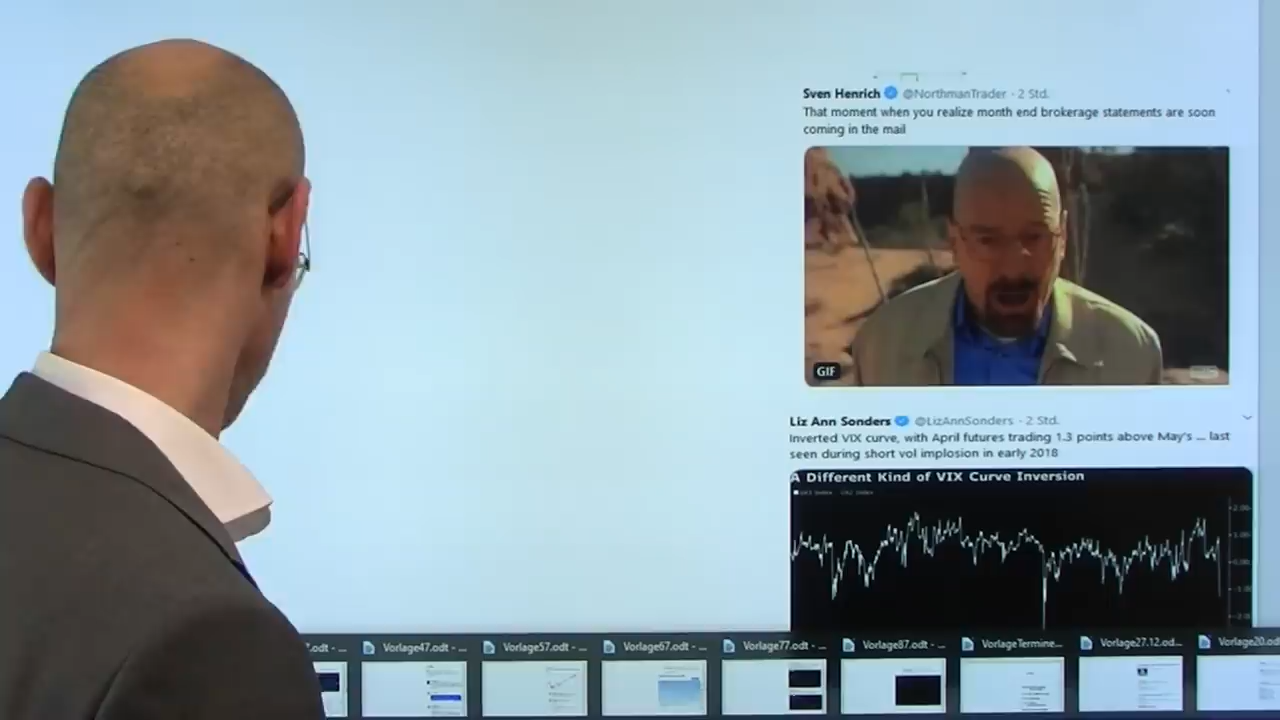 Sven Henrich @NorthmanTrader · 2 Std.
That moment when you realize month end brokerage statements are soon
coming in the mail
GIF
Liz Ann Sonders @LizAnnSonders · 2 Std.
Inverted VIX curve, with April futures trading 1.3 points above May's ... last
seen during short vol implosion in early 2018
A Different Kind of VIX Curve Inversion
7.odt - ...
Vorlage47.odt - ...
Vorlage57.odt - ...
Vorlage67.odt - ...
Vorlage77.odt - ...
Vorlage87.odt - ...
VorlageTermine...
Vorlage27.12.od...
Vorlage20.